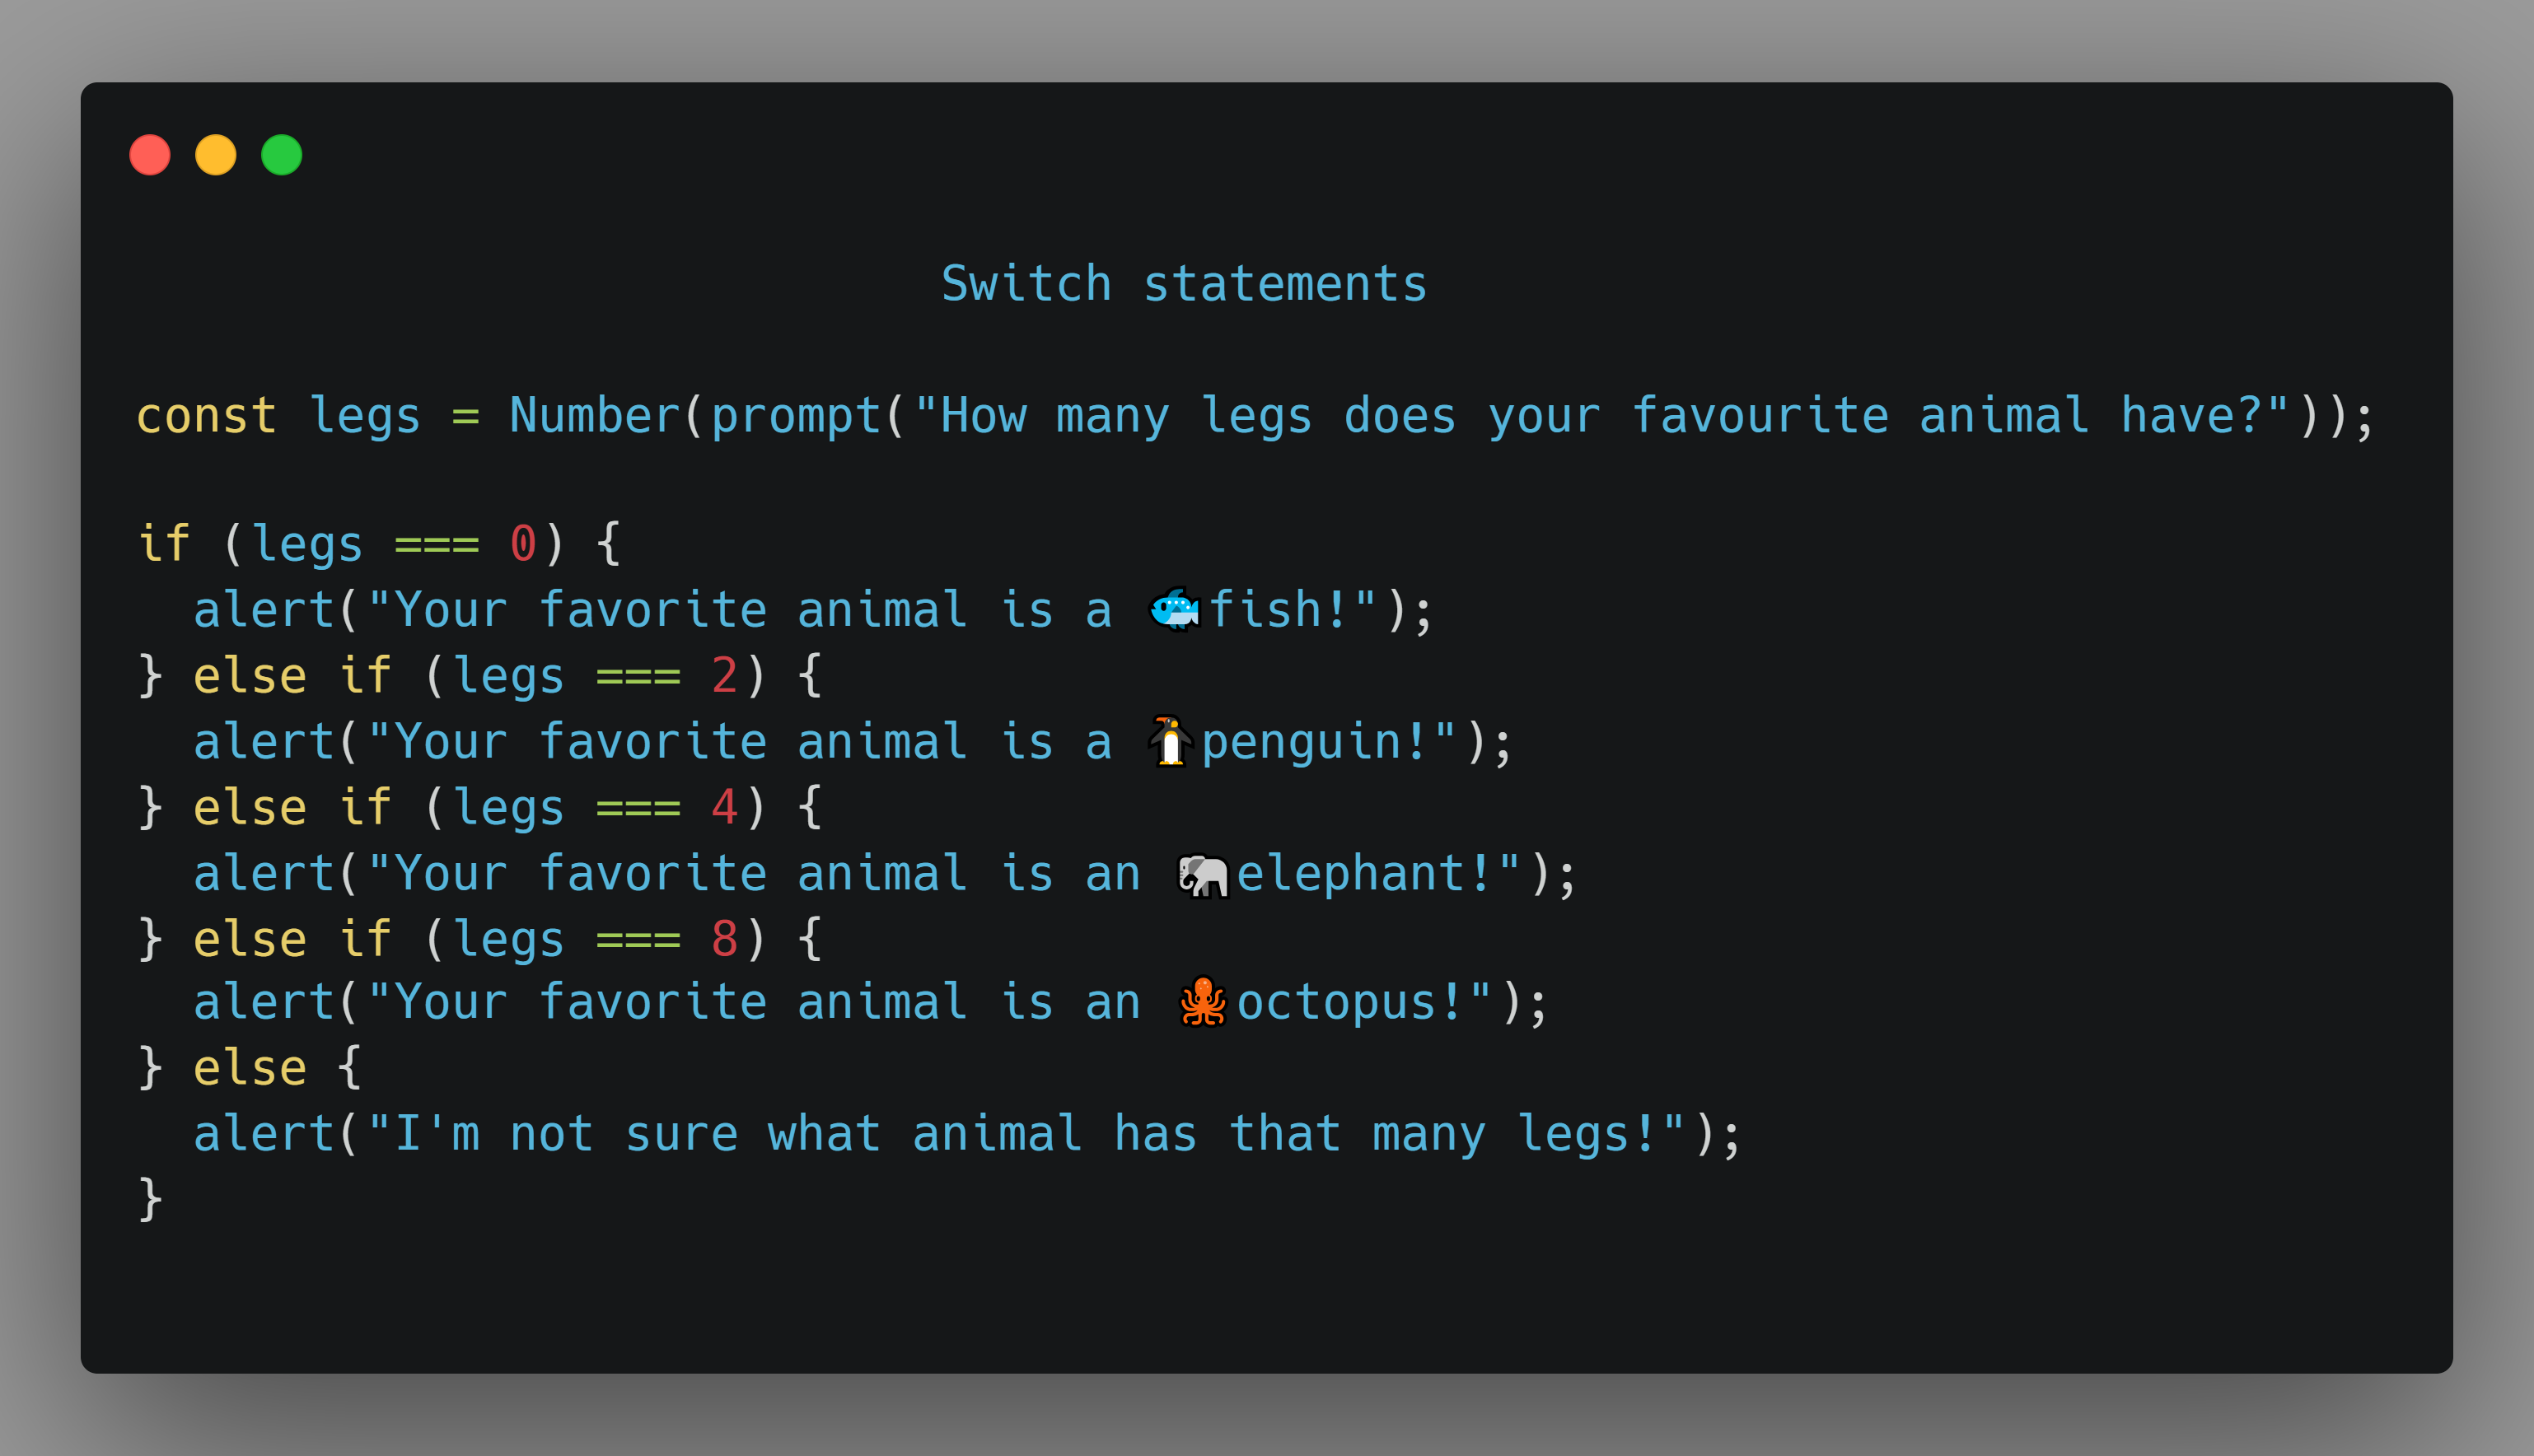 Switch statements
const legs = Number(prompt("How many legs does your favourite animal have?"));
if (legs === 0) {
  alert("Your favorite animal is a 🐟fish!");
} else if (legs === 2) {
  alert("Your favorite animal is a 🐧penguin!");
} else if (legs === 4) {
  alert("Your favorite animal is an 🐘elephant!");
} else if (legs === 8) {
  alert("Your favorite animal is an 🐙octopus!");
} else {
  alert("I'm not sure what animal has that many legs!");
}